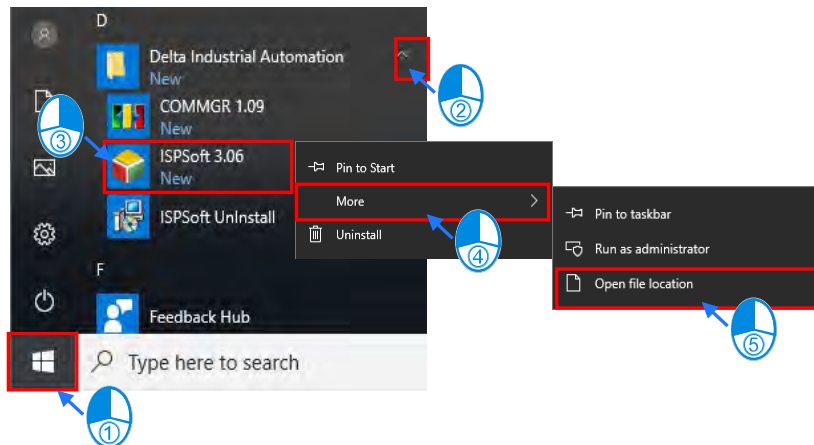 D
Delta Industrial Automation
New
②
COMMGR 1.09
New
③
ISPSoft 3.06
New
Pin to Start
More
④
ISPSoft UnInstall
Uninstall
Pin to taskbar
Run as administrator
Open file location
⑤
F
Feedback Hub
Type here to search
①